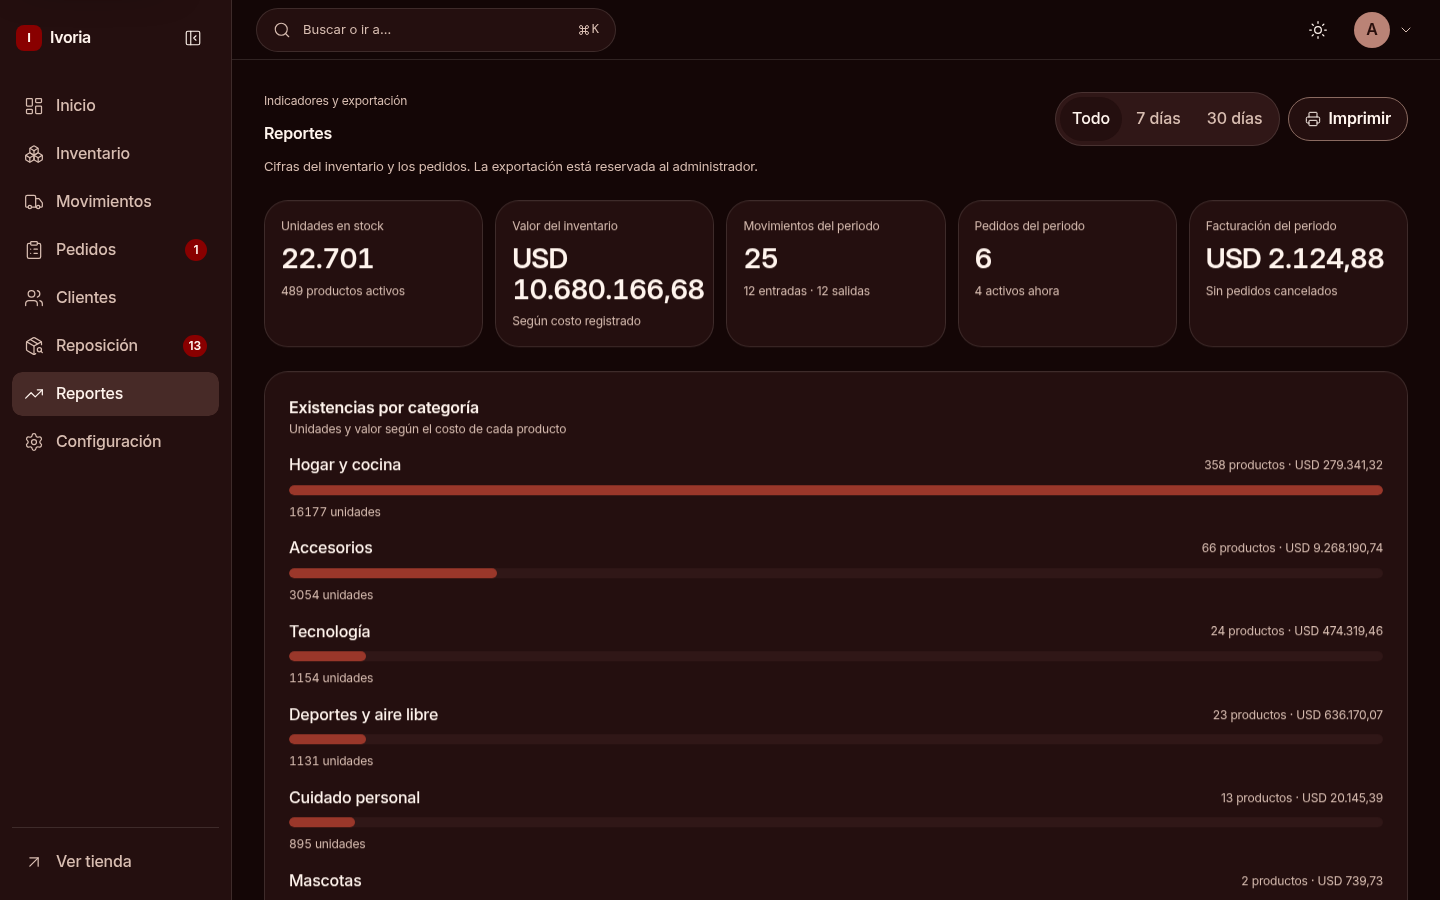 I Ivoria
Buscar o ir a...
⌘K
A
Inicio
Inventario
Movimientos
Pedidos 1
Clientes
Reposición 13
Reportes
Configuración
Ver tienda
Indicadores y exportación
Reportes
Cifras del inventario y los pedidos. La exportación está reservada al administrador.
Todo 7 días 30 días
Imprimir
Unidades en stock
22.701
489 productos activos
Valor del inventario
USD
10.680.166,68
Según costo registrado
Movimientos del periodo
25
12 entradas · 12 salidas
Pedidos del periodo
6
4 activos ahora
Facturación del periodo
USD 2.124,88
Sin pedidos cancelados
Existencias por categoría
Unidades y valor según el costo de cada producto
Hogar y cocina 358 productos · USD 279.341,32
16177 unidades
Accesorios 66 productos · USD 9.268.190,74
3054 unidades
Tecnología 24 productos · USD 474.319,46
1154 unidades
Deportes y aire libre 23 productos · USD 636.170,07
1131 unidades
Cuidado personal 13 productos · USD 20.145,39
895 unidades
Mascotas 2 productos · USD 739,73